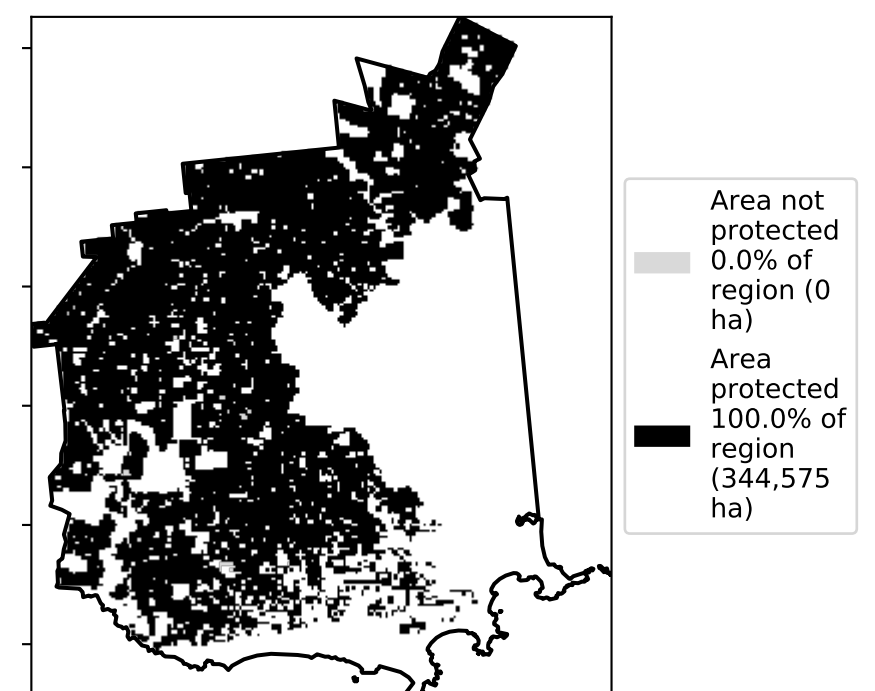 Area not
protected
0.0% of
region (0
ha)
Area
protected
100.0% of
region
(344,575
ha)